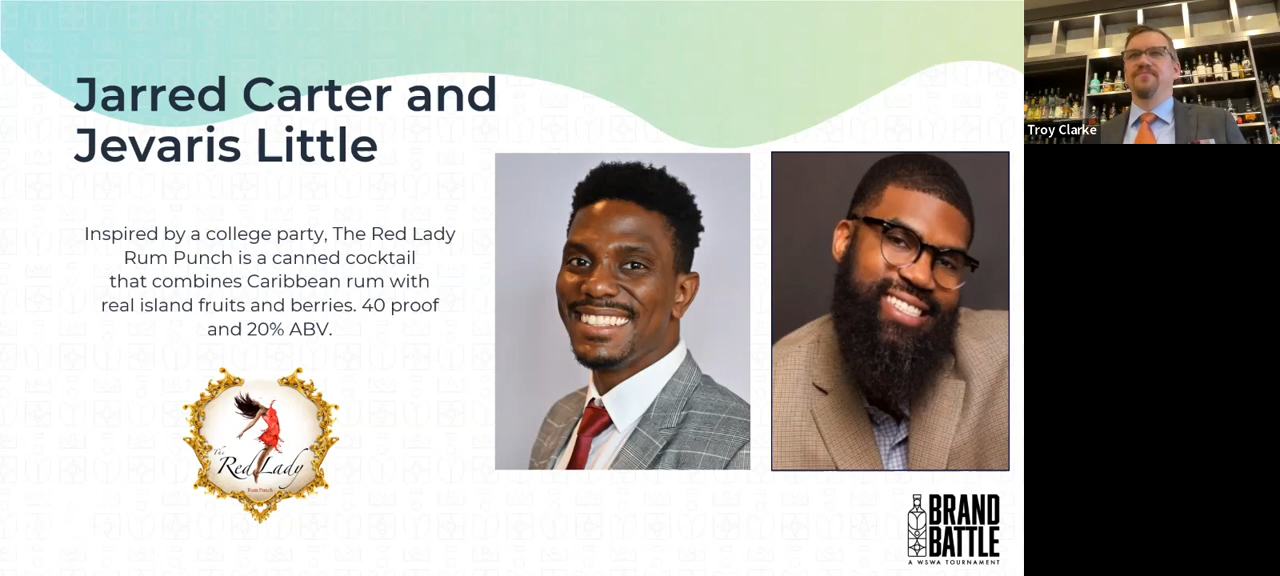 Jarred Carter and
Jevaris Little
Inspired by a college party, The Red Lady
Rum Punch is a canned cocktail
that combines Caribbean rum with
real island fruits and berries. 40 proof
and 20% ABV.
The
Red Lady
Rum Punch
BRAND
BATTLE
A WSWA TOURNAMENT
Troy Clarke